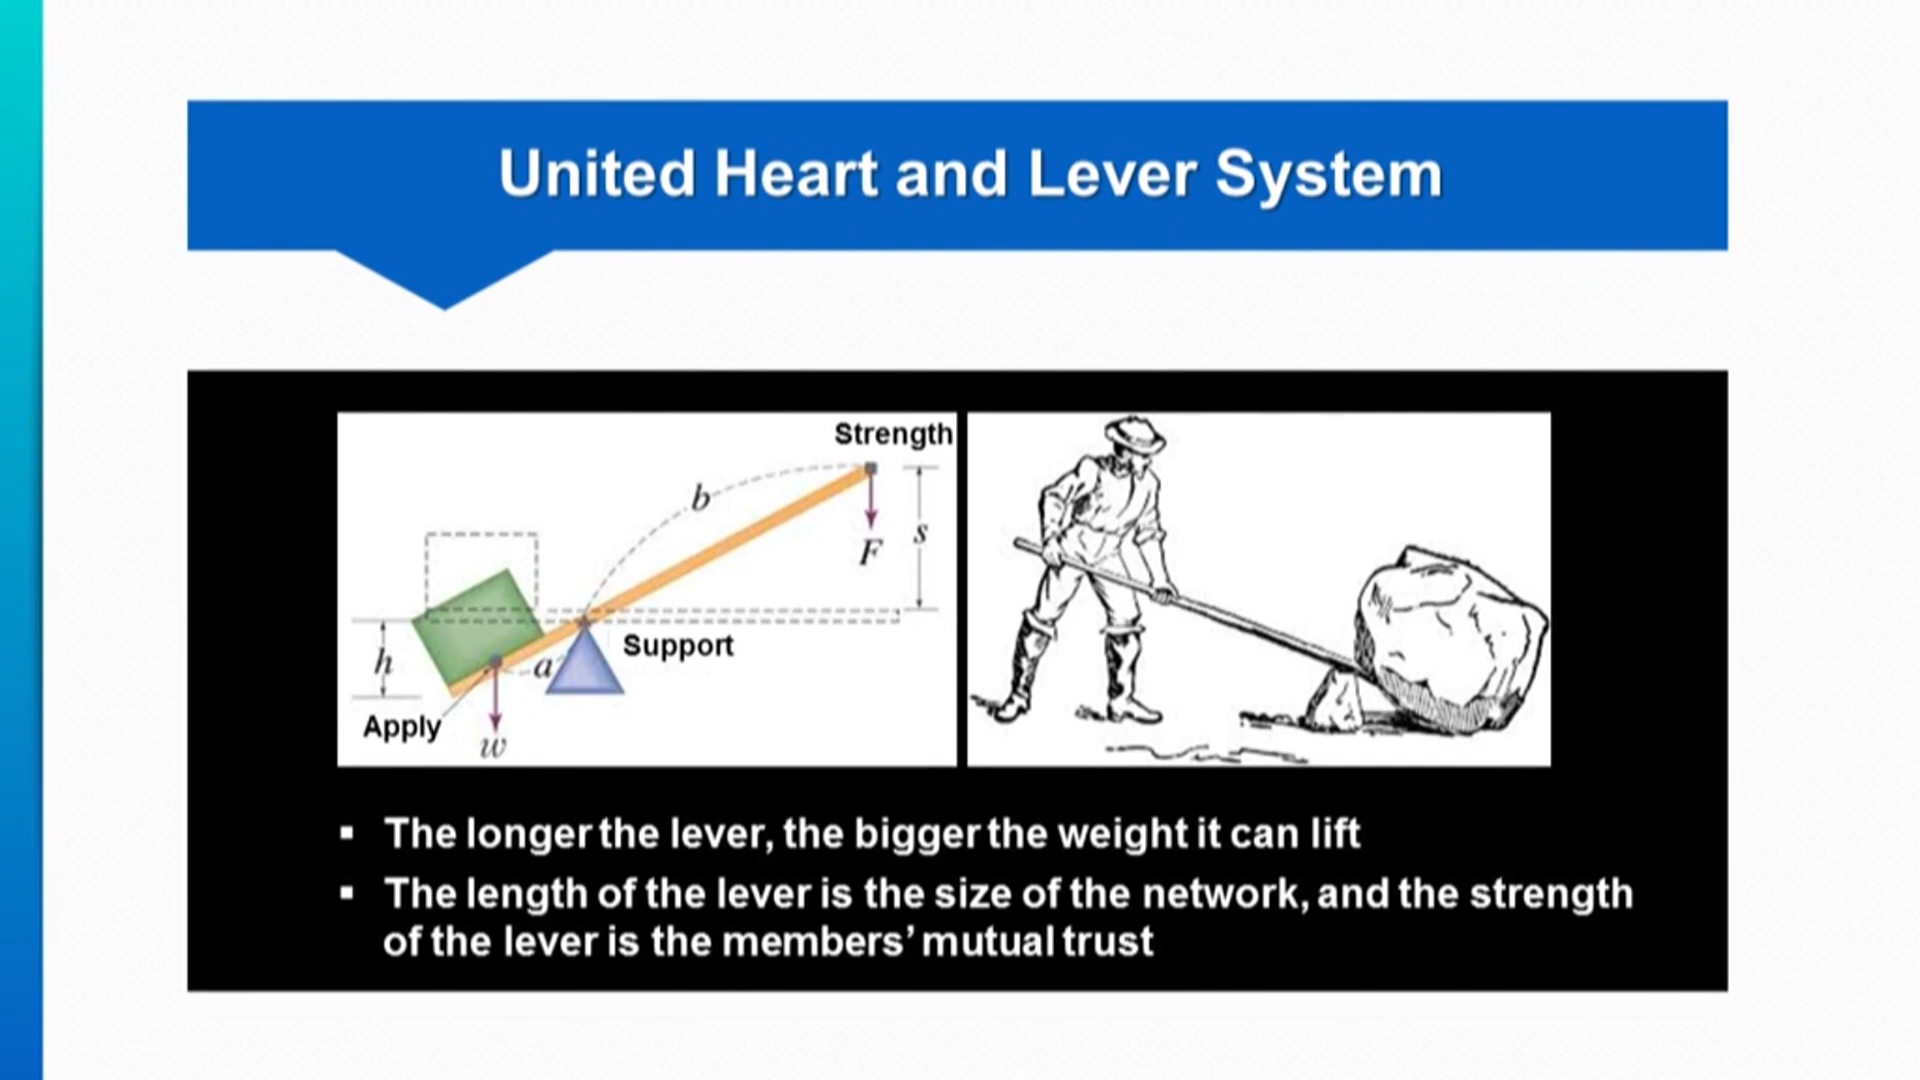 United Heart and Lever System
Strength
b
F
s
h
a
Support
Apply
w
▪ The longer the lever, the bigger the weight it can lift
▪ The length of the lever is the size of the network, and the strength
of the lever is the members’ mutual trust